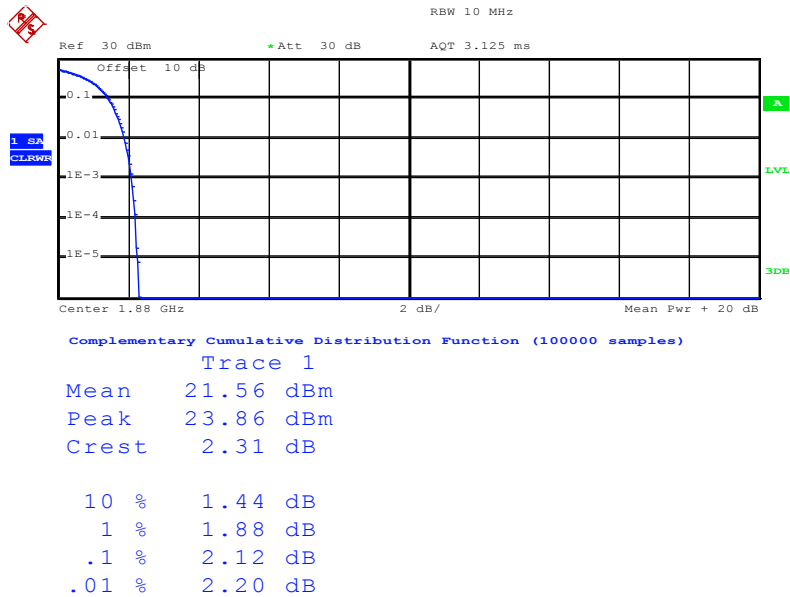 R&S
RBW 10 MHz
Ref 30 dBm * Att 30 dB AQT 3.125 ms
Offset 10 dB
0.1
A
0.01
1 SA
CLRWR
1E-3
LVL
1E-4
1E-5
3DB
Center 1.88 GHz 2 dB/ Mean Pwr + 20 dB
Complementary Cumulative Distribution Function (100000 samples)
Trace 1
Mean 21.56 dBm
Peak 23.86 dBm
Crest 2.31 dB
10 % 1.44 dB
1 % 1.88 dB
.1 % 2.12 dB
.01 % 2.20 dB